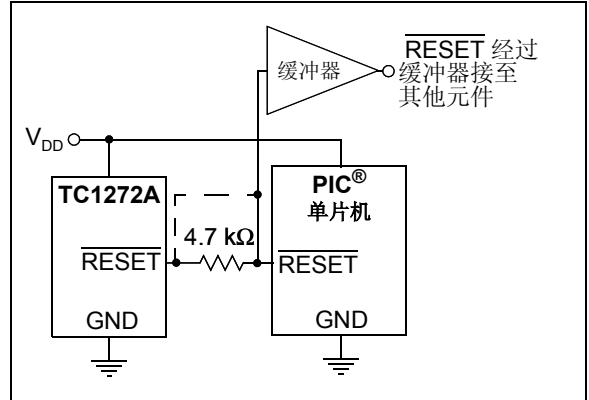 缓冲器
RESET 经过
缓冲器接至
其他元件
VDD
TC1272A
PIC®
单片机
4.7 kΩ
RESET
RESET
GND
GND